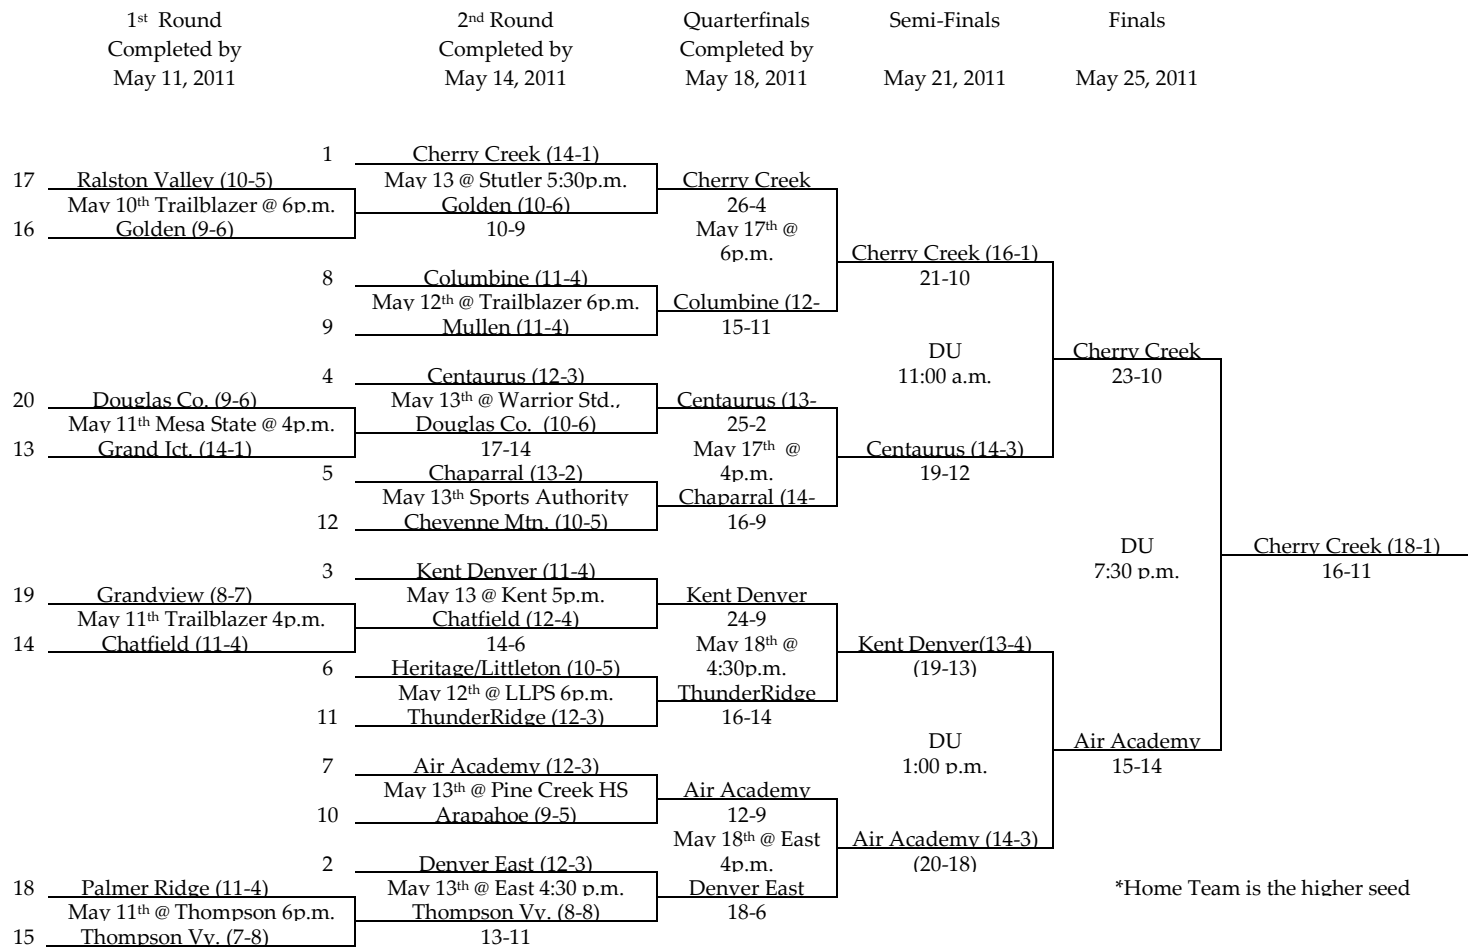 1st Round
Completed by
May 11, 2011
2nd Round
Completed by
May 14, 2011
Quarterfinals
Completed by
May 18, 2011
Semi-Finals
May 21, 2011
Finals
May 25, 2011
1 Cherry Creek (14-1)
17 Ralston Valley (10-5)
May 13 @ Stutler 5:30p.m.
Cherry Creek
May 10th Trailblazer @ 6p.m.
Golden (10-6)
26-4
16 Golden (9-6)
10-9
May 17th @
6p.m.
Cherry Creek (16-1)
21-10
8 Columbine (11-4)
May 12th @ Trailblazer 6p.m.
Columbine (12-
9 Mullen (11-4)
15-11
DU
11:00 a.m.
Cherry Creek
23-10
4 Centaurus (12-3)
20 Douglas Co. (9-6)
May 13th @ Warrior Std.,
Centaurus (13-
May 11th Mesa State @ 4p.m.
Douglas Co. (10-6)
25-2
13 Grand Jct. (14-1)
17-14
May 17th @
4p.m.
Centaurus (14-3)
19-12
5 Chaparral (13-2)
May 13th Sports Authority
Chaparral (14-
12 Cheyenne Mtn. (10-5)
16-9
DU
7:30 p.m.
Cherry Creek (18-1)
16-11
3 Kent Denver (11-4)
19 Grandview (8-7)
May 13 @ Kent 5p.m.
Kent Denver
May 11th Trailblazer 4p.m.
Chatfield (12-4)
24-9
14 Chatfield (11-4)
14-6
May 18th @
4:30p.m.
Kent Denver(13-4)
(19-13)
6 Heritage/Littleton (10-5)
May 12th @ LLPS 6p.m.
ThunderRidge
11 ThunderRidge (12-3)
16-14
DU
1:00 p.m.
Air Academy
15-14
7 Air Academy (12-3)
May 13th @ Pine Creek HS
Air Academy
10 Arapahoe (9-5)
12-9
May 18th @ East
4p.m.
Air Academy (14-3)
(20-18)
2 Denver East (12-3)
18 Palmer Ridge (11-4)
May 13th @ East 4:30 p.m.
Denver East
*Home Team is the higher seed
May 11th @ Thompson 6p.m.
Thompson Vy. (8-8)
18-6
15 Thompson Vy. (7-8)
13-11